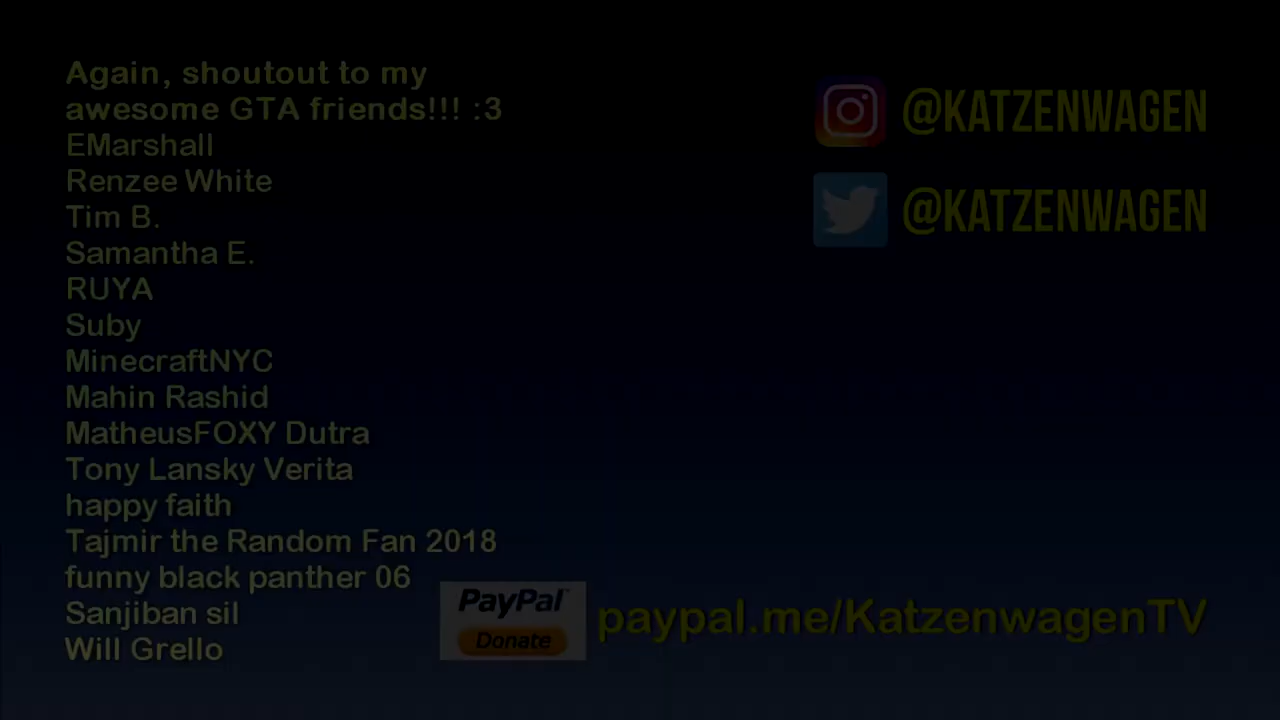 Again, shoutout to my
awesome GTA friends!!! :3
EMarshall
Renzee White
Tim B.
Samantha E.
RUYA
Suby
MinecraftNYC
Mahin Rashid
MatheusFOXY Dutra
Tony Lansky Verita
happy faith
Tajmir the Random Fan 2018
funny black panther 06
Sanjiban sil
Will Grello
@KATZENWAGEN
@KATZENWAGEN
PayPal
Donate
paypal.me/KatzenwagenTV